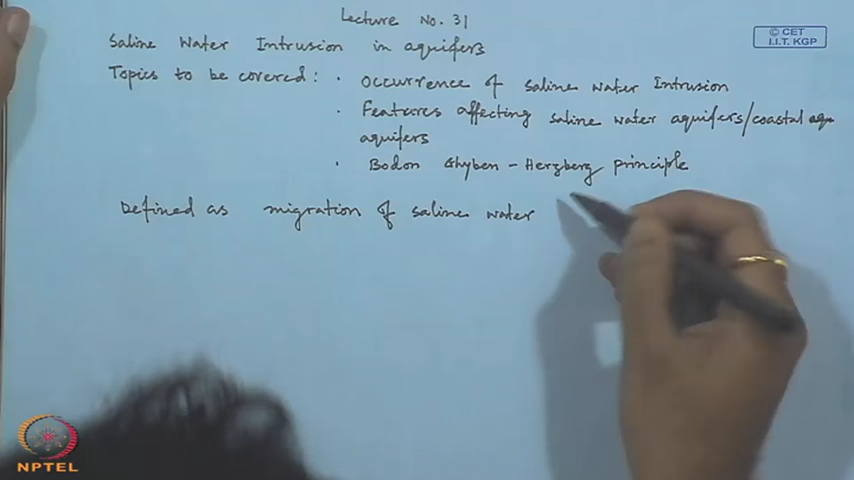 Lecture No. 31
© CET
I.I.T. KGP
Saline Water Intrusion in aquifers
Topics to be covered : · Occurrence of saline water Intrusion
· Features affecting saline water aquifers/coastal aqu
aquifers
· Bodon Ghyben - Herzberg principle
Defined as migration of saline water
NPTEL